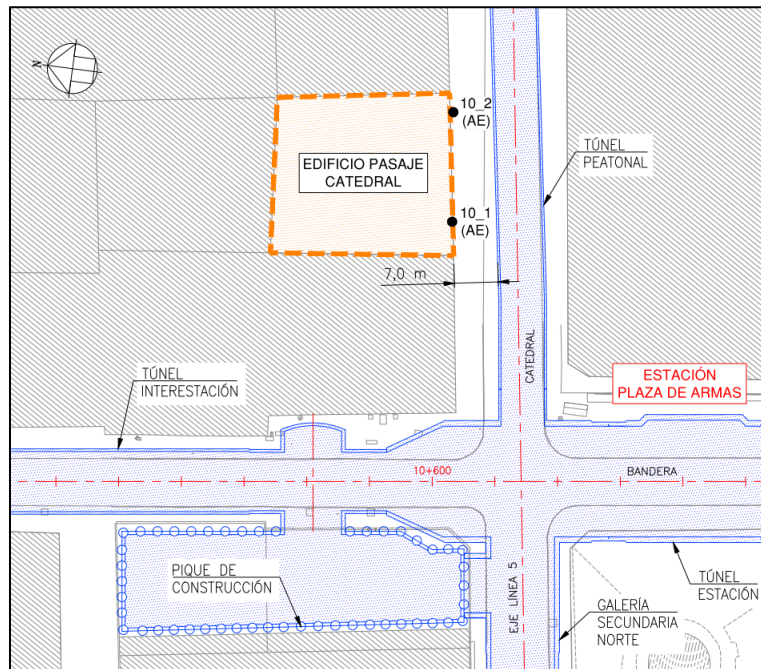 N
10_2
(AE)
TÚNEL
PEATONAL
EDIFICIO PASAJE
CATEDRAL
10_1
(AE)
7,0 m
CATEDRAL
ESTACIÓN
PLAZA DE ARMAS
TÚNEL
INTERESTACIÓN
10+600
BANDERA
PIQUE DE
CONSTRUCCIÓN
EJE LÍNEA 5
TÚNEL
ESTACIÓN
GALERÍA
SECUNDARIA
NORTE